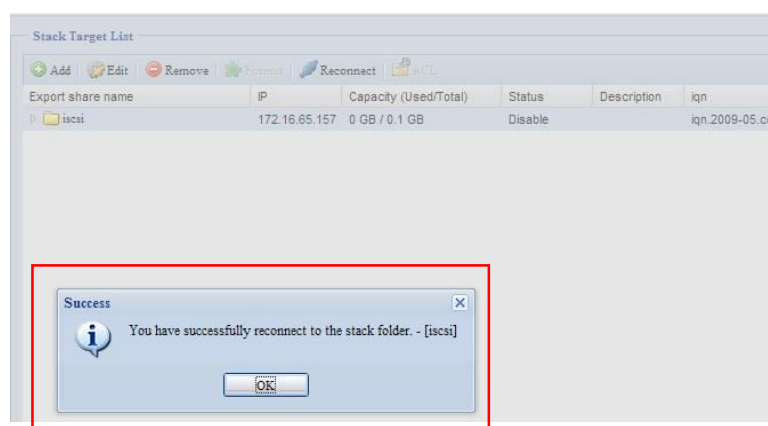 Stack Target List
Add Edit Remove Format Reconnect ACL
Export share name IP Capacity (Used/Total) Status Description iqn
iscsi 172.16.65.157 0 GB / 0.1 GB Disable iqn.2009-05.c
Success
You have successfully reconnect to the stack folder. - [iscsi]
OK